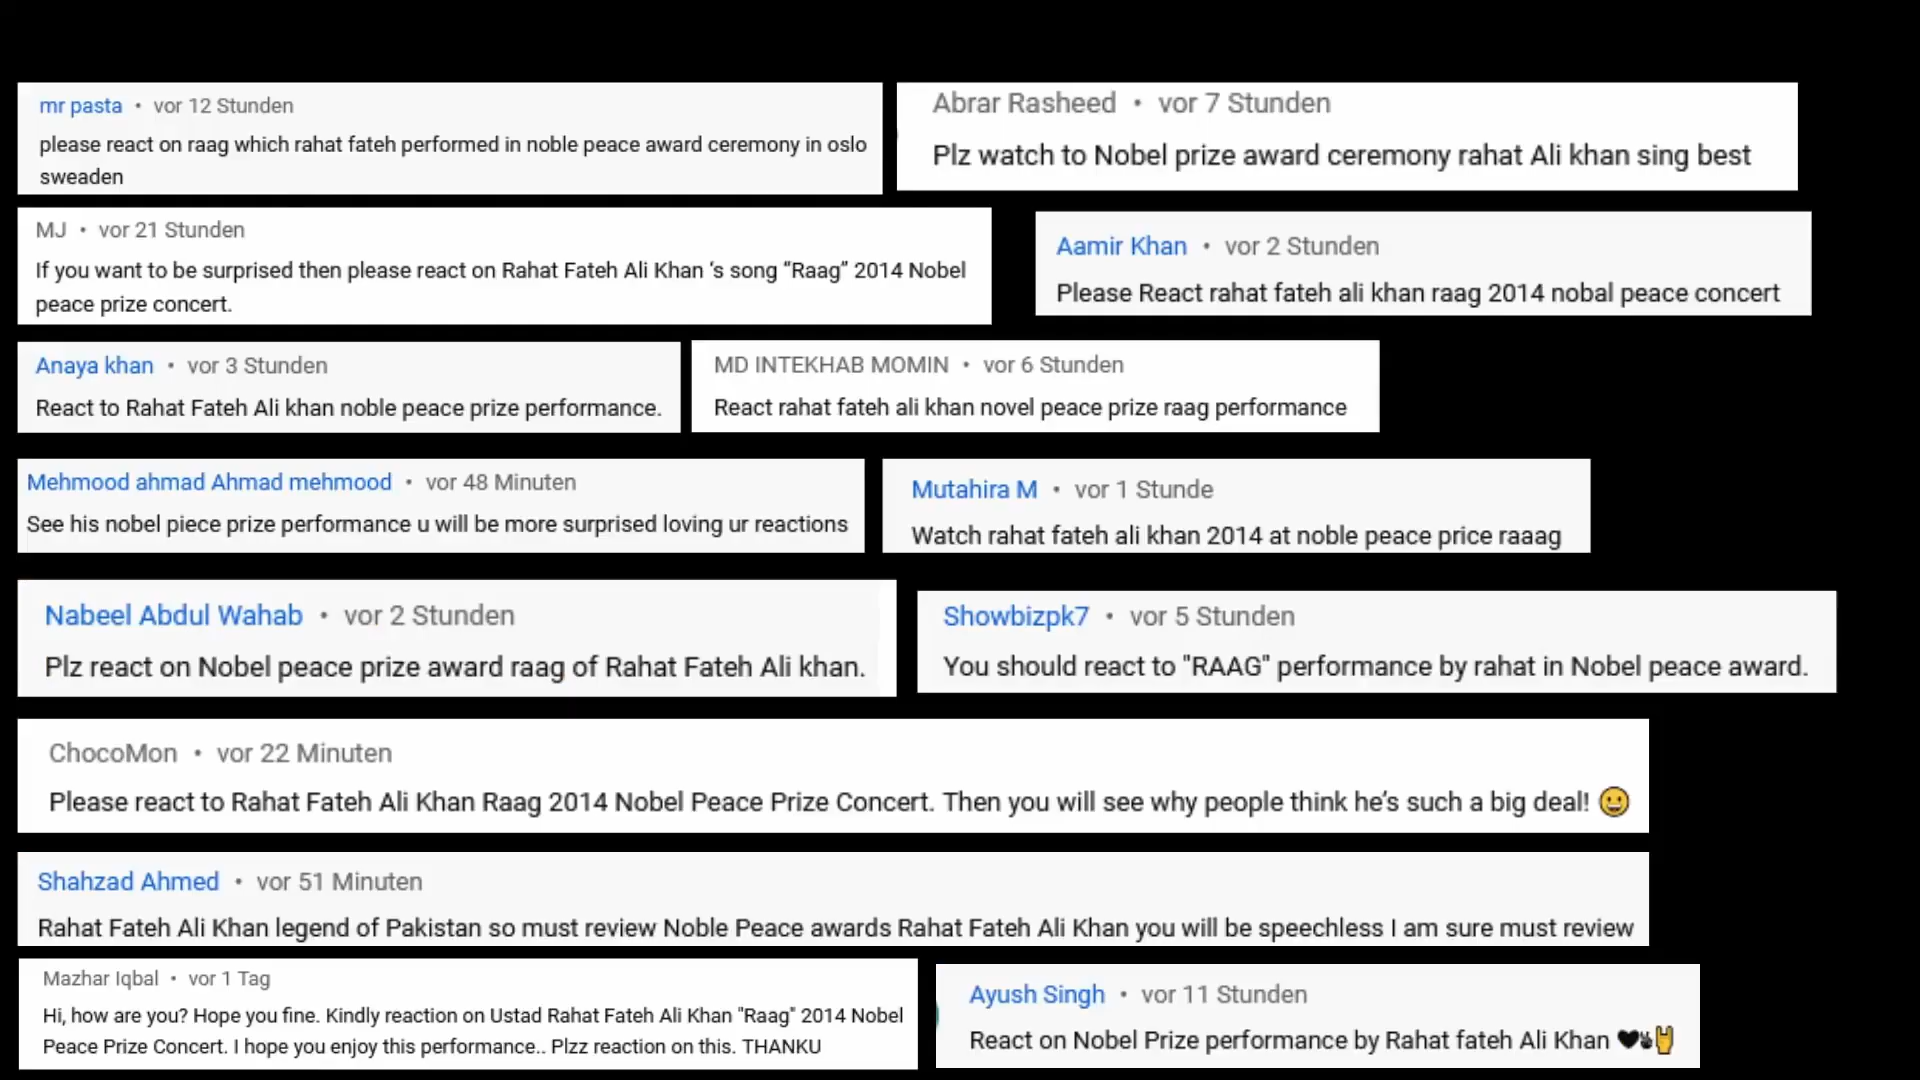 mr pasta • vor 12 Stunden
please react on raag which rahat fateh performed in noble peace award ceremony in oslo
sweaden
Abrar Rasheed • vor 7 Stunden
Plz watch to Nobel prize award ceremony rahat Ali khan sing best
MJ • vor 21 Stunden
If you want to be surprised then please react on Rahat Fateh Ali Khan ‘s song “Raag” 2014 Nobel
peace prize concert.
Aamir Khan • vor 2 Stunden
Please React rahat fateh ali khan raag 2014 nobal peace concert
Anaya khan • vor 3 Stunden
React to Rahat Fateh Ali khan noble peace prize performance.
MD INTEKHAB MOMIN • vor 6 Stunden
React rahat fateh ali khan novel peace prize raag performance
Mehmood ahmad Ahmad mehmood • vor 48 Minuten
See his nobel piece prize performance u will be more surprised loving ur reactions
Mutahira M • vor 1 Stunde
Watch rahat fateh ali khan 2014 at noble peace price raaag
Nabeel Abdul Wahab • vor 2 Stunden
Plz react on Nobel peace prize award raag of Rahat Fateh Ali khan.
Showbizpk7 • vor 5 Stunden
You should react to "RAAG" performance by rahat in Nobel peace award.
ChocoMon • vor 22 Minuten
Please react to Rahat Fateh Ali Khan Raag 2014 Nobel Peace Prize Concert. Then you will see why people think he’s such a big deal! 😀
Shahzad Ahmed • vor 51 Minuten
Rahat Fateh Ali Khan legend of Pakistan so must review Noble Peace awards Rahat Fateh Ali Khan you will be speechless I am sure must review
Mazhar Iqbal • vor 1 Tag
Hi, how are you? Hope you fine. Kindly reaction on Ustad Rahat Fateh Ali Khan "Raag" 2014 Nobel
Peace Prize Concert. I hope you enjoy this performance.. Plzz reaction on this. THANKU
Ayush Singh • vor 11 Stunden
React on Nobel Prize performance by Rahat fateh Ali Khan 🖤✌🤘